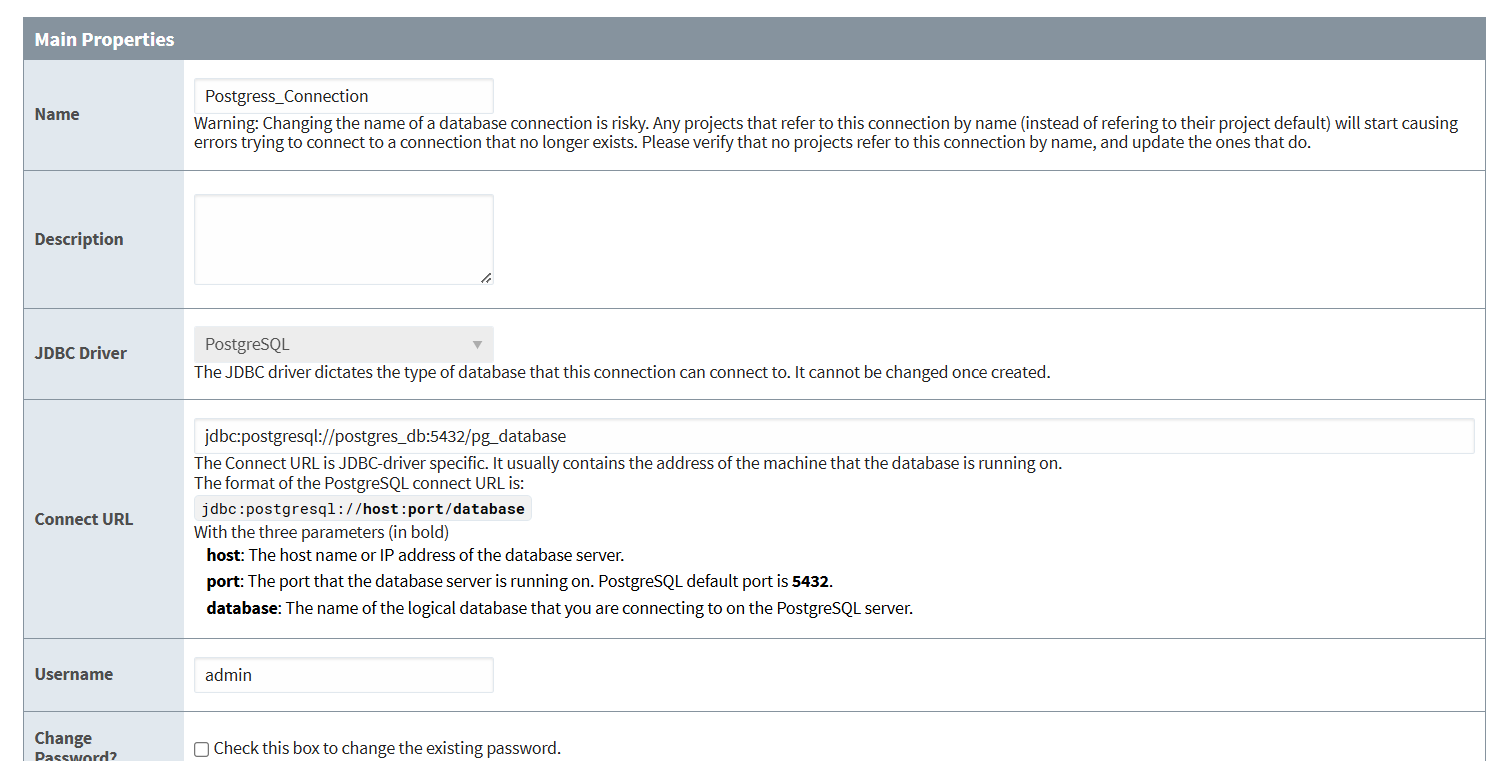 Main Properties
Name
Postgress_Connection
Warning: Changing the name of a database connection is risky. Any projects that refer to this connection by name (instead of refering to their project default) will start causing
errors trying to connect to a connection that no longer exists. Please verify that no projects refer to this connection by name, and update the ones that do.
Description
JDBC Driver
PostgreSQL
The JDBC driver dictates the type of database that this connection can connect to. It cannot be changed once created.
Connect URL
jdbc:postgresql://postgres_db:5432/pg_database
The Connect URL is JDBC-driver specific. It usually contains the address of the machine that the database is running on.
The format of the PostgreSQL connect URL is:
jdbc:postgresql://host:port/database
With the three parameters (in bold)
host: The host name or IP address of the database server.
port: The port that the database server is running on. PostgreSQL default port is 5432.
database: The name of the logical database that you are connecting to on the PostgreSQL server.
Username
admin
Change
Password?
Check this box to change the existing password.